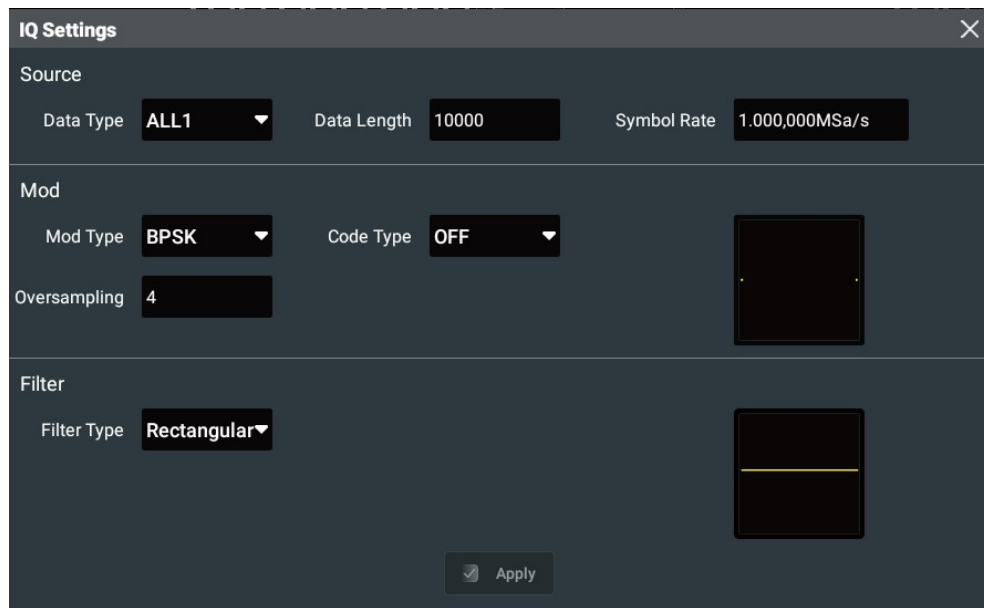 IQ Settings
Source
Data Type ALL1 Data Length 10000 Symbol Rate 1.000,000MSa/s
Mod
Mod Type BPSK Code Type OFF
Oversampling 4
Filter
Filter Type Rectangular
Apply